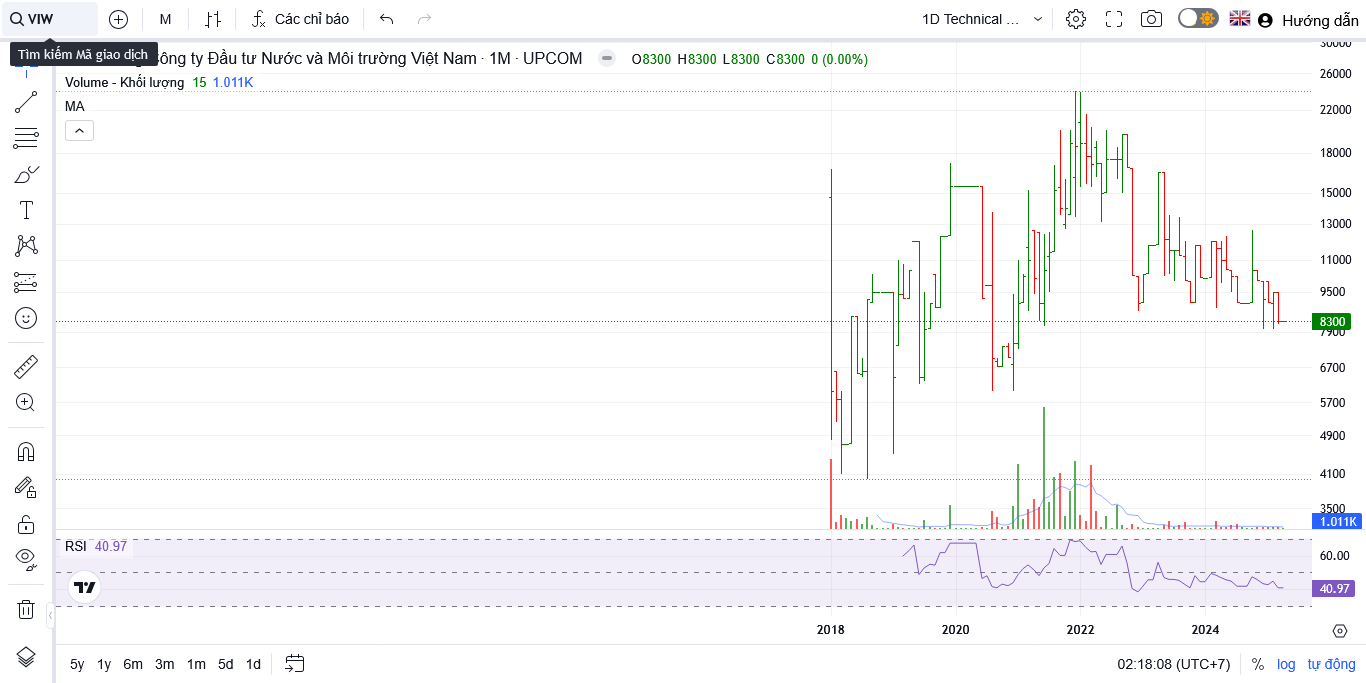 VIW M Các chỉ báo 1D Technical ... Hướng dẫn
Tìm kiếm Mã giao dịch
ông ty Đầu tư Nước và Môi trường Việt Nam · 1M · UPCOM O8300 H8300 L8300 C8300 0 (0.00%)
Volume - Khối lượng 15 1.011K
MA
30000
26000
22000
18000
15000
13000
11000
9500
8300
7900
6700
5700
4900
4100
3500
1.011K
RSI 40.97
60.00
40.97
2018 2020 2022 2024
5y 1y 6m 3m 1m 5d 1d 02:18:08 (UTC+7) % log tự động